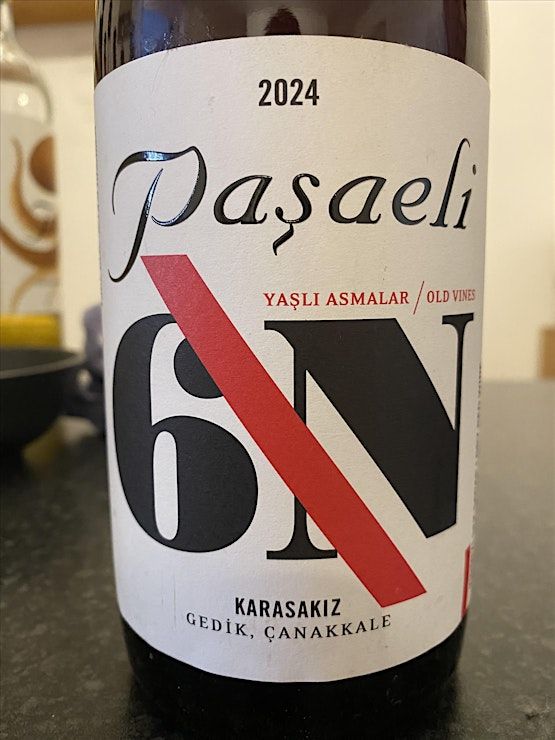 2024
Paşaeli
YAŞLI ASMALAR / OLD VINES
6N
KARASAKIZ
GEDİK, ÇANAKKALE